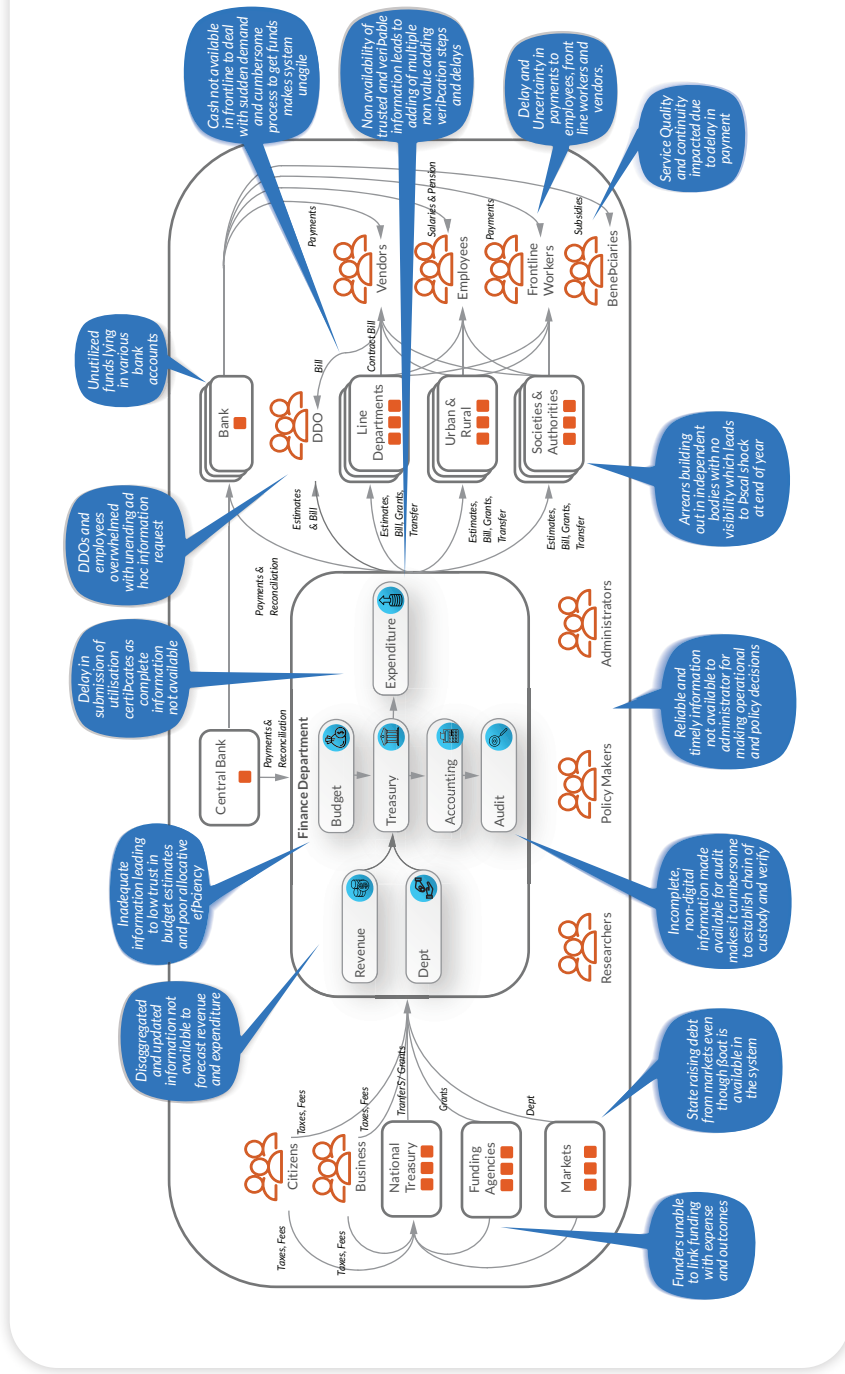 Funders unable
to link funding
with expense
and outcomes
State raising debt
from markets even
though ßoat is
available in
the system
Disaggregated
and updated
information not
available to
forecast revenue
and expenditure
Inadequate
information leading
to low trust in
budget estimates
and poor allocative
efÞciency
Delay in
submission of
utilisation
certiÞcates as
complete
information
not available
DDOs and
employees
overwhelmed
with unending ad
hoc information
request
Unutilized
funds lying
in various
bank
accounts
Cash not available
in frontline to deal
with sudden demand
and cumbersome
process to get funds
makes system
unagile
Non availability of
trusted and veriÞable
information leads to
adding of multiple
non value adding
veriÞcation steps
and delays
Delay and
Uncertainty in
payments to
employees, front
line workers and
vendors.
Service Quality
and continuity
impacted due
to delay in
payment
Arrears building
out in independent
bodies with no
visibility which leads
to Þscal shock
at end of year
Reliable and
timely information
not available to
administrator for
making operational
and policy decisions
Incomplete,
non-digital
information made
available for audit
makes it cumbersome
to establish chain of
custody and verify
Taxes, Fees
Taxes, Fees
Citizens
Business
National
Treasury
Funding
Agencies
Markets
Taxes, Fees
Taxes, Fees
TranferS / Grants
Grants
Dept
Central Bank
Payments &
Reconciliation
Finance Department
Revenue
Dept
Budget
Treasury
Accounting
Audit
Expenditure
Researchers
Policy Makers
Administrators
Payments &
Reconciliation
Estimates
& Bill
Estimates,
Bill, Grants,
Transfer
Estimates,
Bill, Grants,
Transfer
Estimates,
Bill, Grants,
Transfer
Bank
DDO
Line
Departments
Urban &
Rural
Societies &
Authorities
Bill
Contract Bill
Payments
Vendors
Salaries & Pension
Employees
Payments
Frontline
Workers
Subsidies
BeneÞciaries